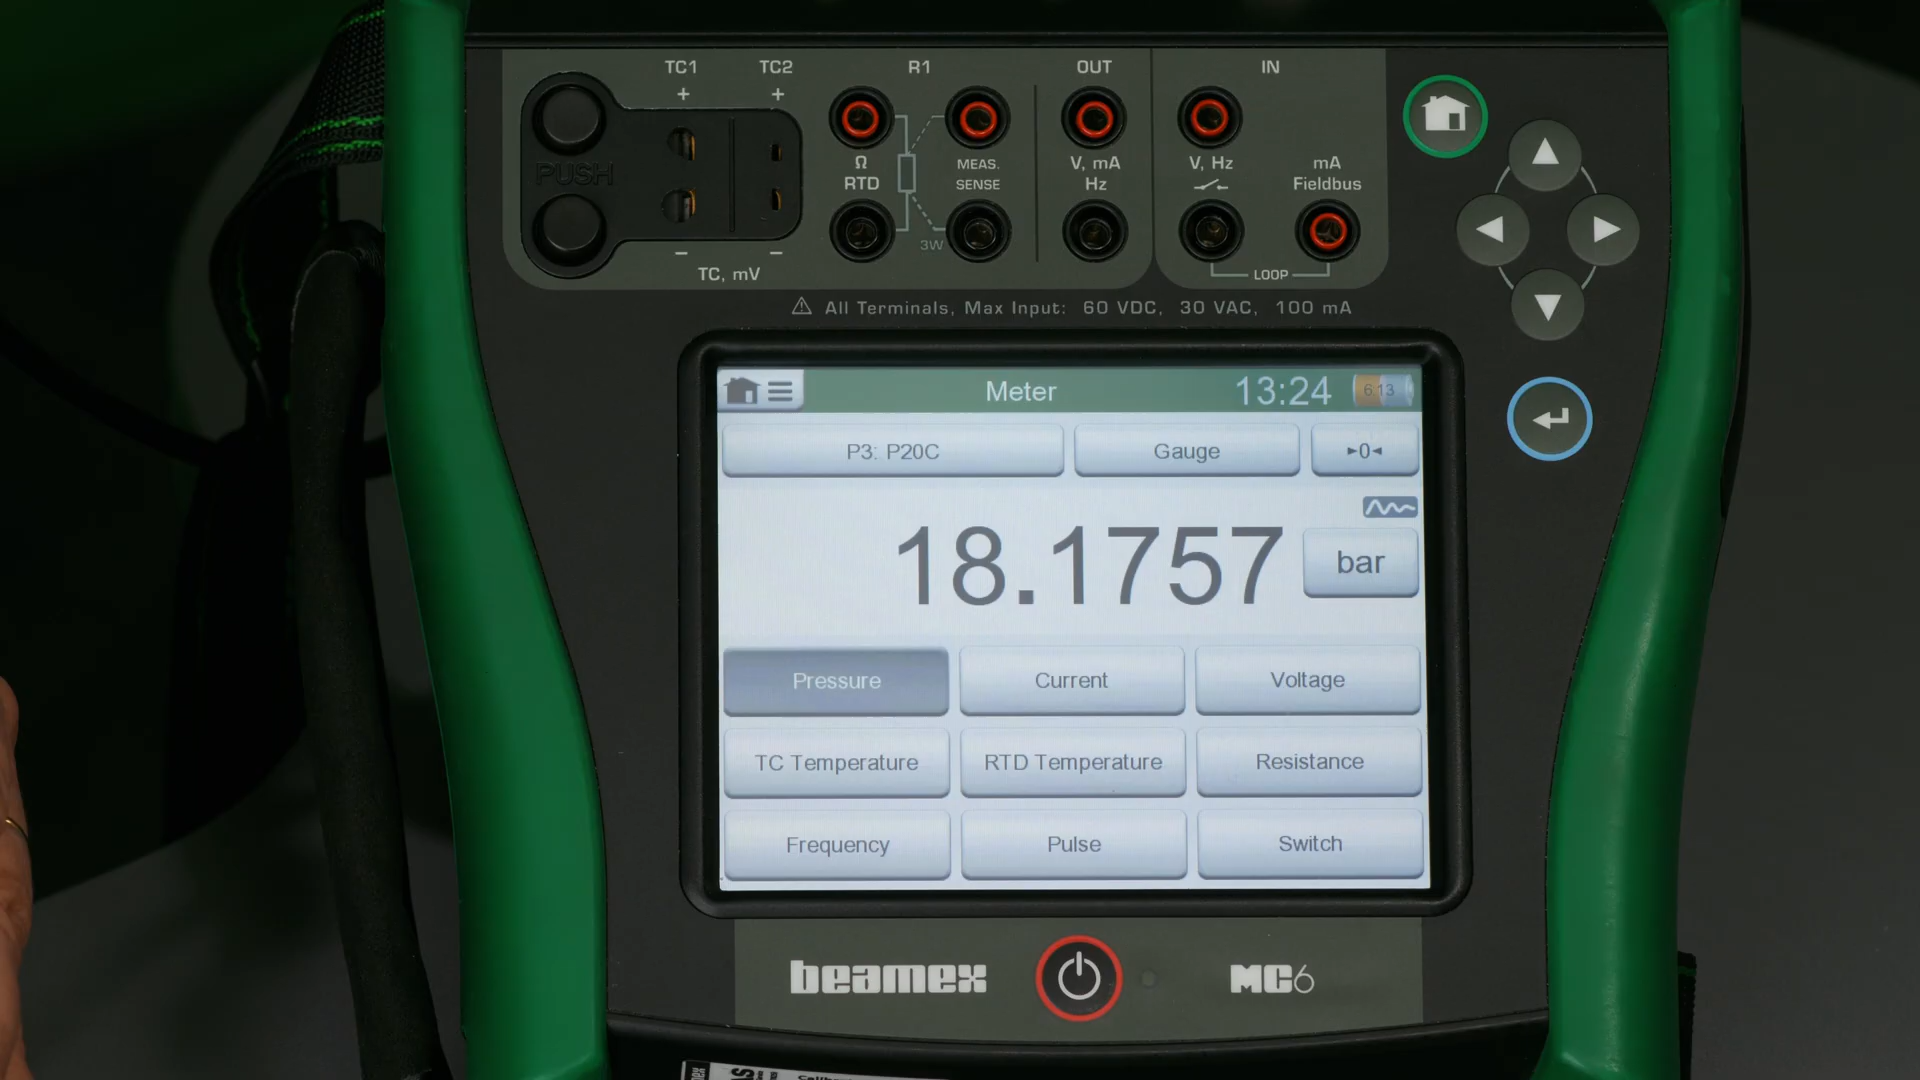 TC1 TC2 R1 OUT IN
+ +
PUSH
Ω
RTD
MEAS.
SENSE
3W
V, mA
Hz
V, Hz
mA
Fieldbus
− −
TC, mV
LOOP
⚠ All Terminals, Max Input: 60 VDC, 30 VAC, 100 mA
Meter 13:24 6:13
P3: P20C Gauge ►0◄
18.1757 bar
Pressure Current Voltage
TC Temperature RTD Temperature Resistance
Frequency Pulse Switch
beamex MC6